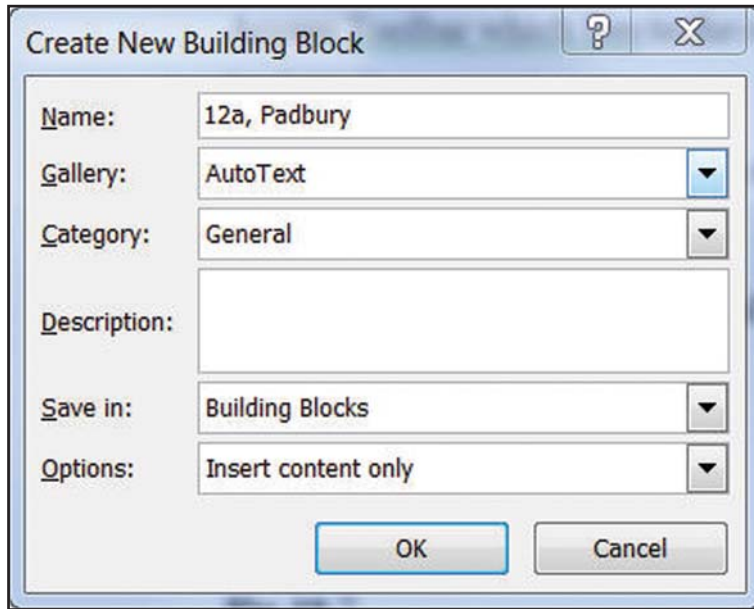 Create New Building Block
Name: 12a, Padbury
Gallery: AutoText
Category: General
Description:
Save in: Building Blocks
Options: Insert content only
OK Cancel